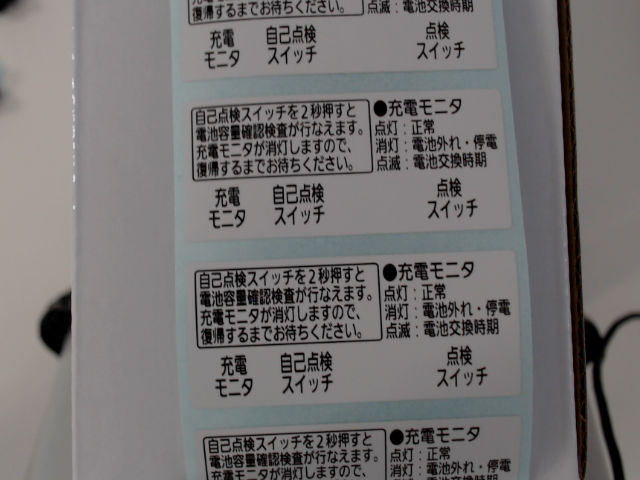 復帰するまでお待ちください。
点滅：電池交換時期
充電
モニタ
自己点検
スイッチ
点検
スイッチ
自己点検スイッチを2秒押すと
電池容量確認検査が行なえます。
充電モニタが消灯しますので、
復帰するまでお待ちください。
●充電モニタ
点灯：正常
消灯：電池外れ・停電
点滅：電池交換時期
充電
モニタ
自己点検
スイッチ
点検
スイッチ
自己点検スイッチを2秒押すと
電池容量確認検査が行なえます。
充電モニタが消灯しますので、
復帰するまでお待ちください。
●充電モニタ
点灯：正常
消灯：電池外れ・停電
点滅：電池交換時期
充電
モニタ
自己点検
スイッチ
点検
スイッチ
自己点検スイッチを2秒押すと
電池容量確認検査が行なえます。
充電モニタが消灯しますので、
●充電モニタ
点灯：正常
消灯：電池外れ・停電